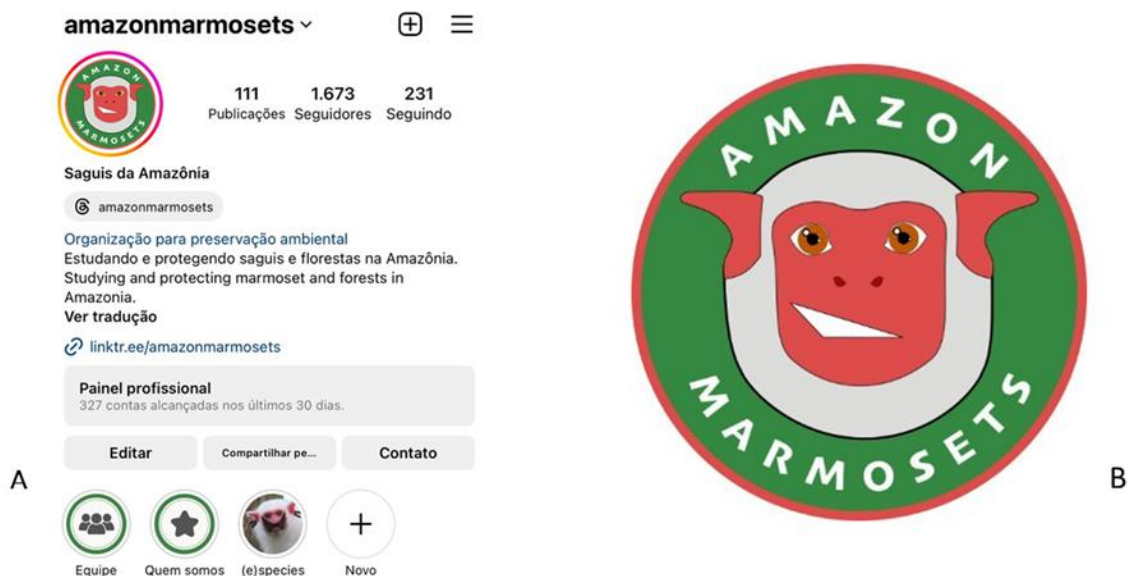 amazonmarmosets
AMAZON
MARMOSETS
111 1.673 231
Publicações Seguidores Seguindo
Saguis da Amazônia
amazonmarmosets
Organização para preservação ambiental
Estudando e protegendo saguis e florestas na Amazônia.
Studying and protecting marmoset and forests in
Amazonia.
Ver tradução
linktr.ee/amazonmarmosets
Painel profissional
327 contas alcançadas nos últimos 30 dias.
Editar Compartilhar pe... Contato
Equipe Quem somos (e)species Novo
A
AMAZON
MARMOSETS
B